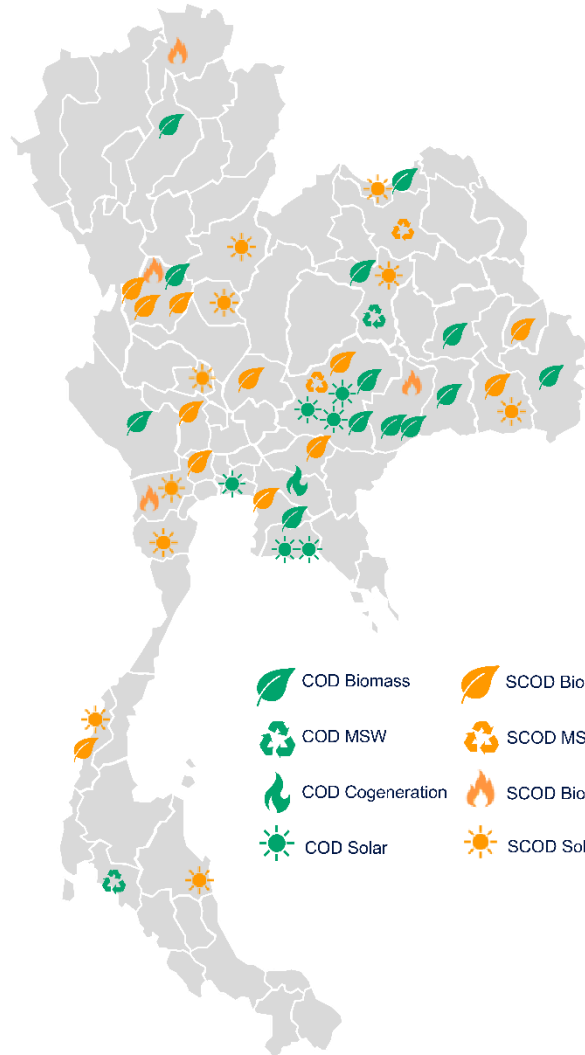 COD Biomass
SCOD Bio
COD MSW
SCOD MS
COD Cogeneration
SCOD Bio
COD Solar
SCOD Sol